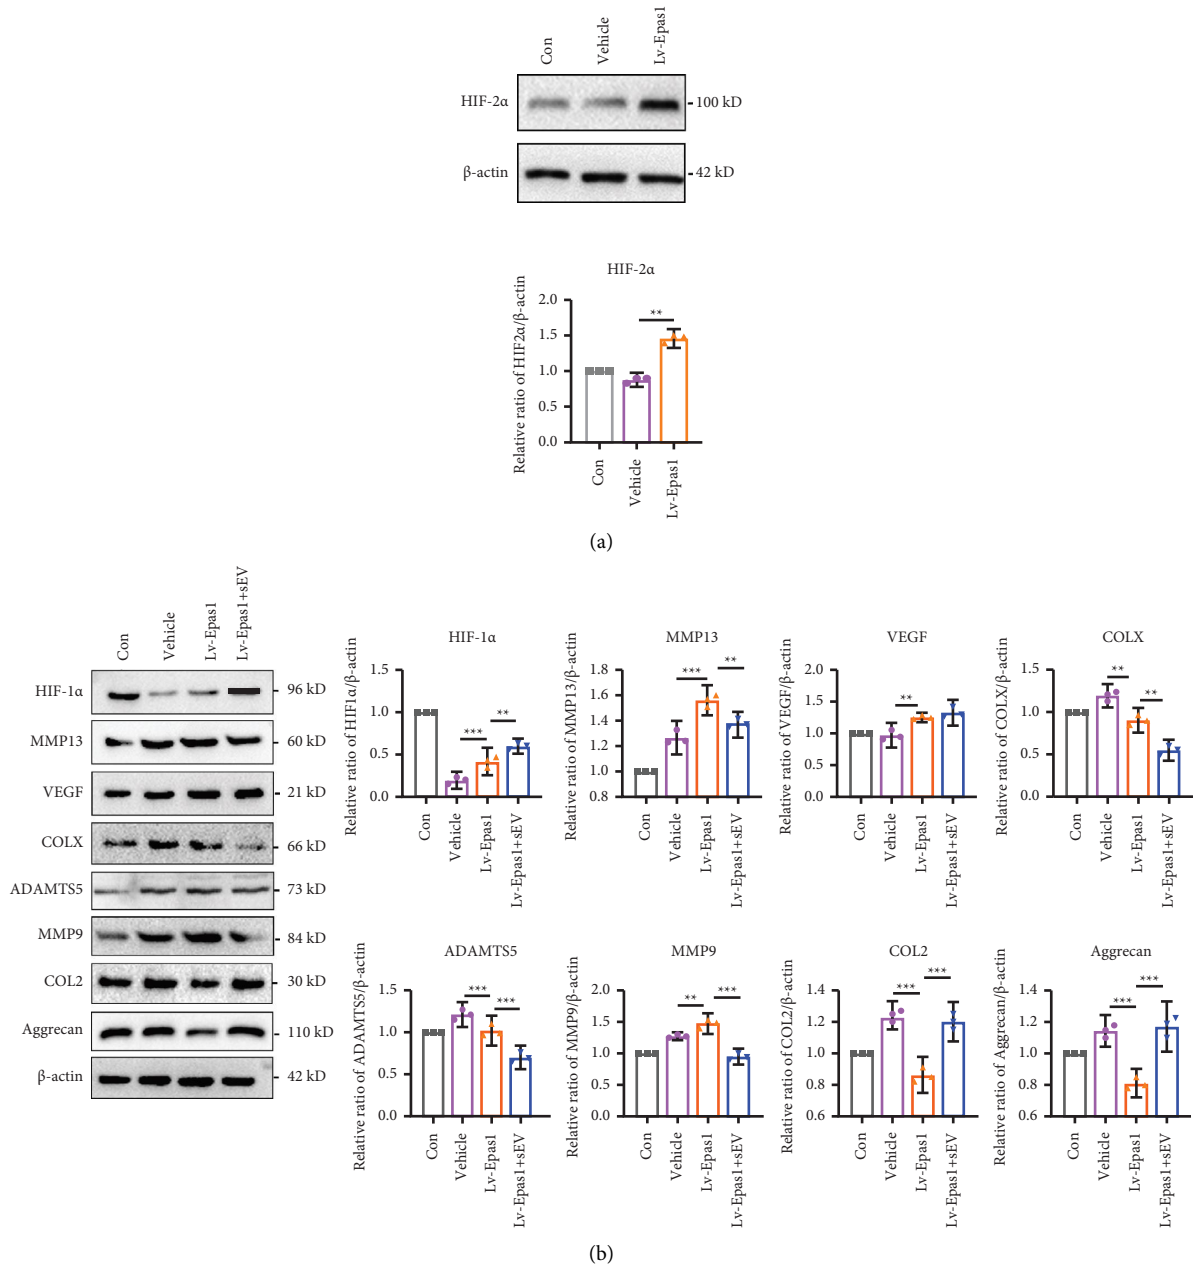 Con
Vehicle
Lv-Epas1
HIF-2α
100 kD
β-actin
42 kD
HIF-2α
Relative ratio of HIF2α/β-actin
2.0
1.5
1.0
0.5
0.0
**
Con
Vehicle
Lv-Epas1
(a)
Con
Vehicle
Lv-Epas1
Lv-Epas1+sEV
HIF-1α
96 kD
MMP13
60 kD
VEGF
21 kD
COLX
66 kD
ADAMTS5
73 kD
MMP9
84 kD
COL2
30 kD
Aggrecan
110 kD
β-actin
42 kD
HIF-1α
Relative ratio of HIF1α/β-actin
1.5
1.0
0.5
0.0
***
**
Con
Vehicle
Lv-Epas1
Lv-Epas1+sEV
MMP13
Relative ratio of MMP13/β-actin
1.8
1.6
1.4
1.2
1.0
0.8
***
**
Con
Vehicle
Lv-Epas1
Lv-Epas1+sEV
VEGF
Relative ratio of VEGF/β-actin
2.0
1.5
1.0
0.5
0.0
**
Con
Vehicle
Lv-Epas1
Lv-Epas1+sEV
COLX
Relative ratio of COLX/β-actin
1.5
1.0
0.5
0.0
**
**
Con
Vehicle
Lv-Epas1
Lv-Epas1+sEV
ADAMTS5
Relative ratio of ADAMTS5/β-actin
1.5
1.0
0.5
0.0
***
***
Con
Vehicle
Lv-Epas1
Lv-Epas1+sEV
MMP9
Relative ratio of MMP9/β-actin
2.0
1.5
1.0
0.5
0.0
**
***
Con
Vehicle
Lv-Epas1
Lv-Epas1+sEV
COL2
Relative ratio of COL2/β-actin
1.4
1.2
1.0
0.8
0.6
***
***
Con
Vehicle
Lv-Epas1
Lv-Epas1+sEV
Aggrecan
Relative ratio of Aggrecan/β-actin
1.4
1.2
1.0
0.8
0.6
***
***
Con
Vehicle
Lv-Epas1
Lv-Epas1+sEV
(b)